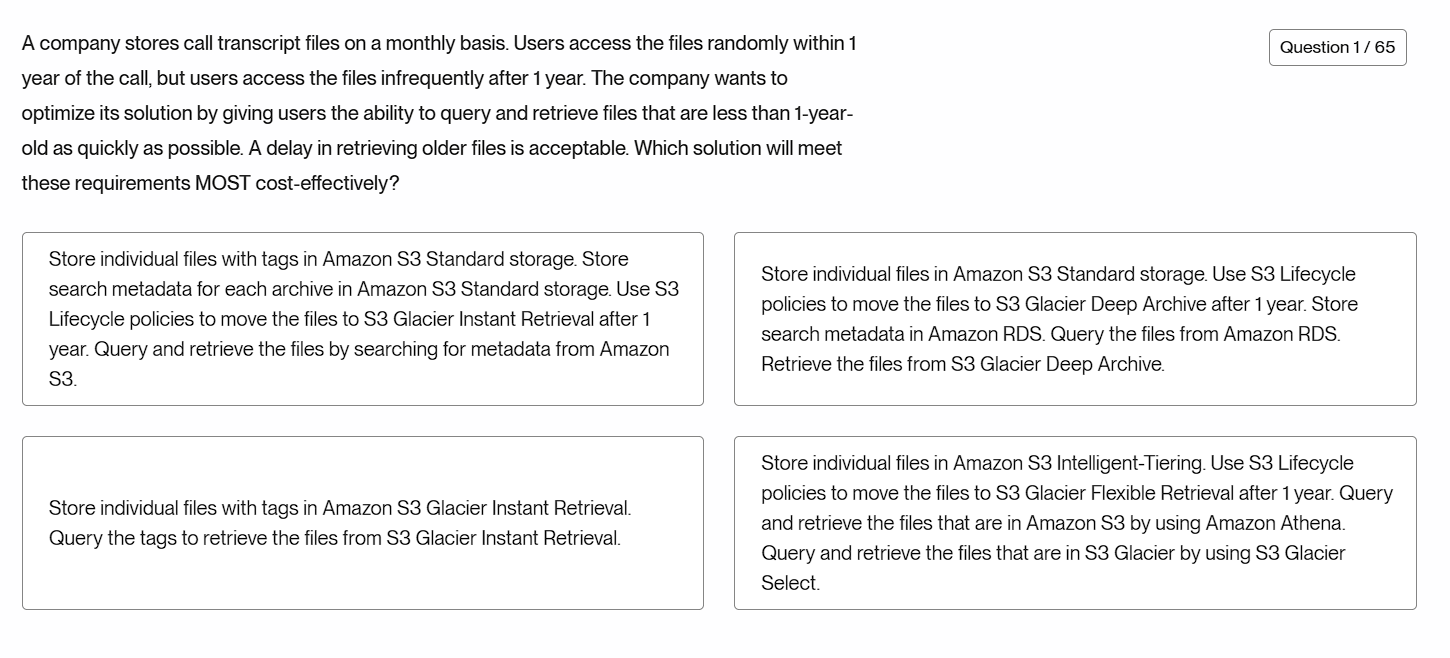 A company stores call transcript files on a monthly basis. Users access the files randomly within 1
year of the call, but users access the files infrequently after 1 year. The company wants to
optimize its solution by giving users the ability to query and retrieve files that are less than 1-year-
old as quickly as possible. A delay in retrieving older files is acceptable. Which solution will meet
these requirements MOST cost-effectively?
Question 1 / 65
Store individual files with tags in Amazon S3 Standard storage. Store
search metadata for each archive in Amazon S3 Standard storage. Use S3
Lifecycle policies to move the files to S3 Glacier Instant Retrieval after 1
year. Query and retrieve the files by searching for metadata from Amazon
S3.
Store individual files in Amazon S3 Standard storage. Use S3 Lifecycle
policies to move the files to S3 Glacier Deep Archive after 1 year. Store
search metadata in Amazon RDS. Query the files from Amazon RDS.
Retrieve the files from S3 Glacier Deep Archive.
Store individual files with tags in Amazon S3 Glacier Instant Retrieval.
Query the tags to retrieve the files from S3 Glacier Instant Retrieval.
Store individual files in Amazon S3 Intelligent-Tiering. Use S3 Lifecycle
policies to move the files to S3 Glacier Flexible Retrieval after 1 year. Query
and retrieve the files that are in Amazon S3 by using Amazon Athena.
Query and retrieve the files that are in S3 Glacier by using S3 Glacier
Select.